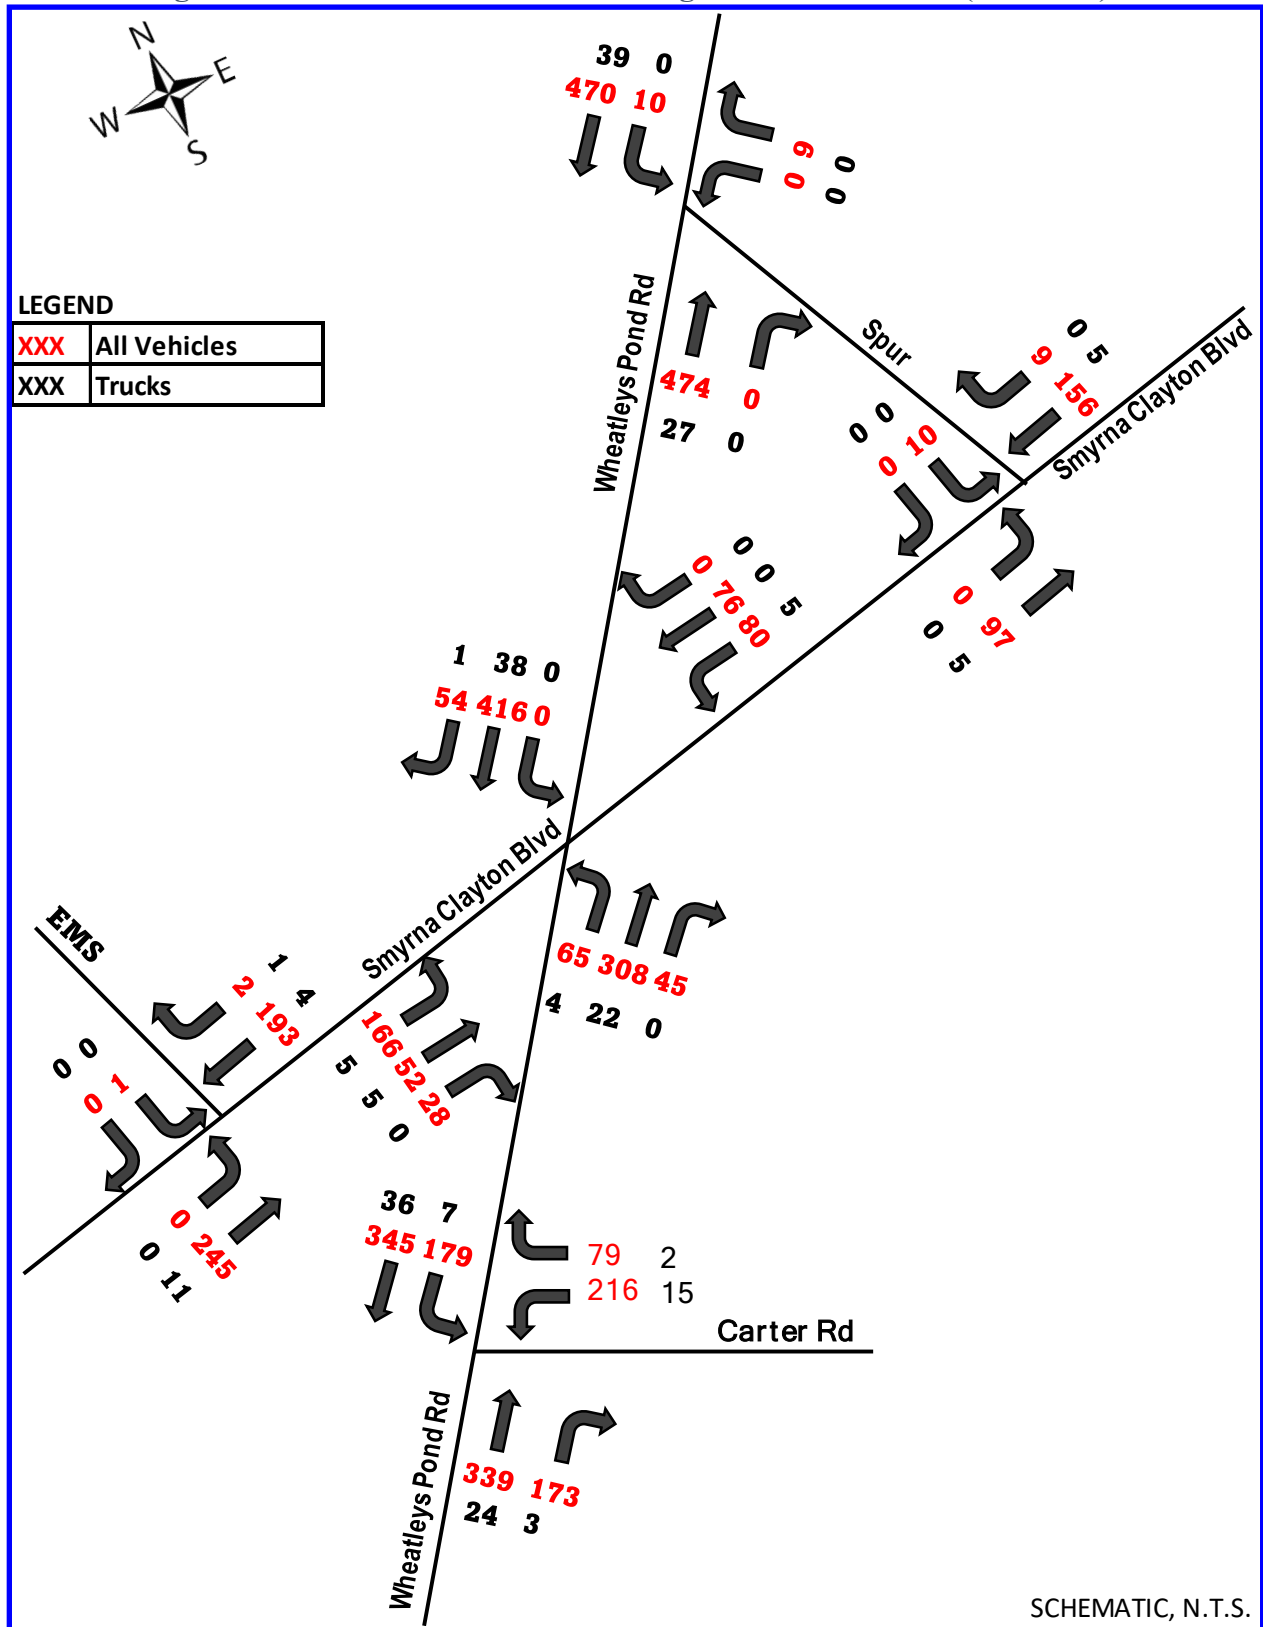 N
E
W
S
39 0
470 10
9 0
0 0
LEGEND
XXX All Vehicles
XXX Trucks
Wheatleys Pond Rd
474 0
27 0
Spur
0 5
9 156
Smyrna Clayton Blvd
0 10
0 0
0 97
0 5
0 0 5
0 76 80
1 38 0
54 416 0
Smyrna Clayton Blvd
65 308 45
4 22 0
EMS
1 4
2 193
0 1
0 0
166 52 28
5 5 0
0 245
0 11
36 7
345 179
79 2
216 15
Carter Rd
Wheatleys Pond Rd
339 173
24 3
SCHEMATIC, N.T.S.